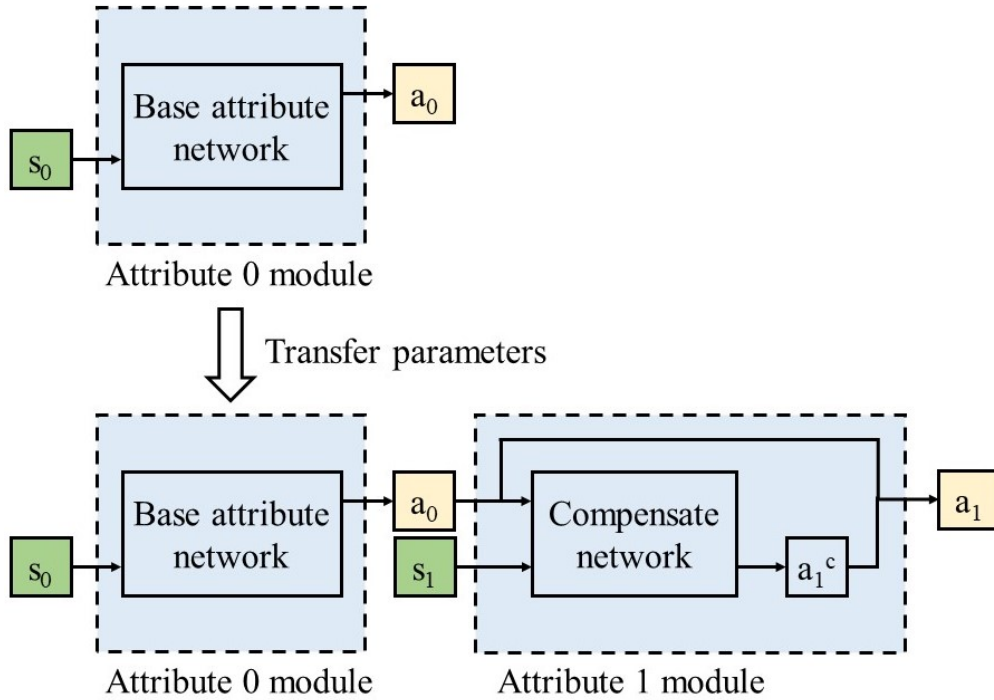 Base attribute
network
a₀
s₀
Attribute 0 module
Transfer parameters
Base attribute
network
a₀
s₀
s₁
Compensate
network
a₁ᶜ
a₁
Attribute 0 module
Attribute 1 module